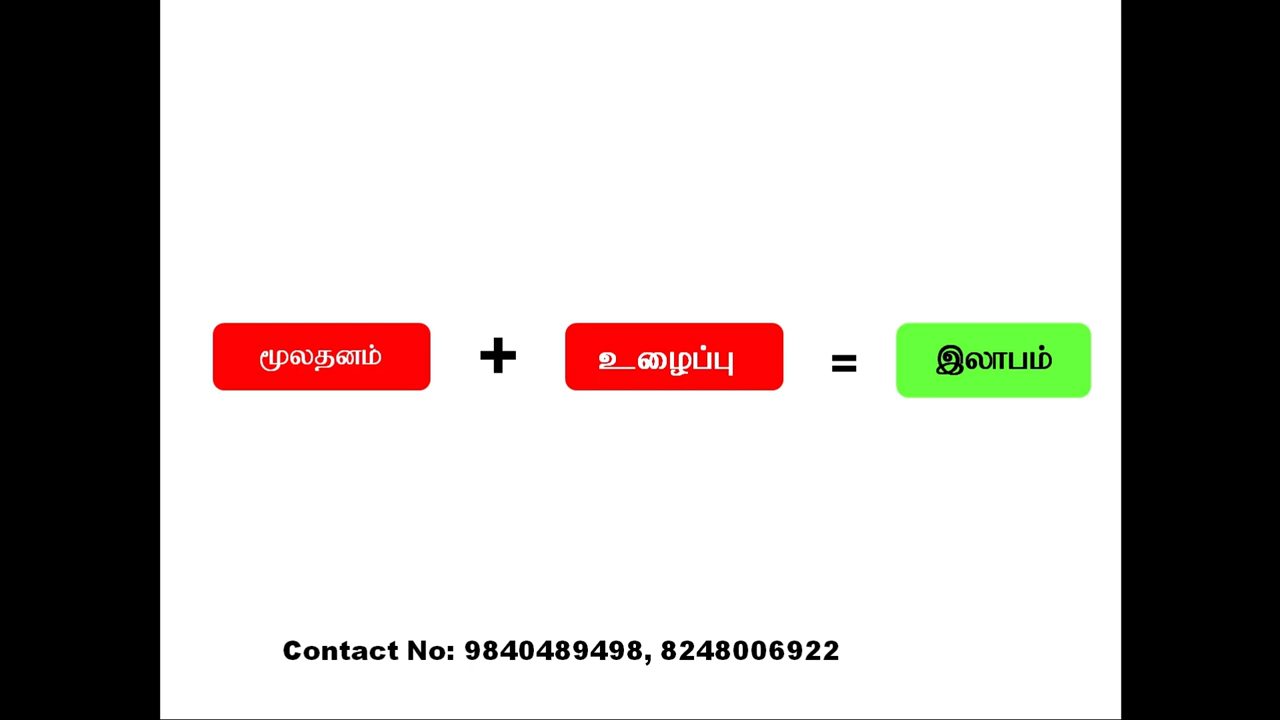 மூலதனம் + உழைப்பு = இலாபம்
Contact No: 9840489498, 8248006922